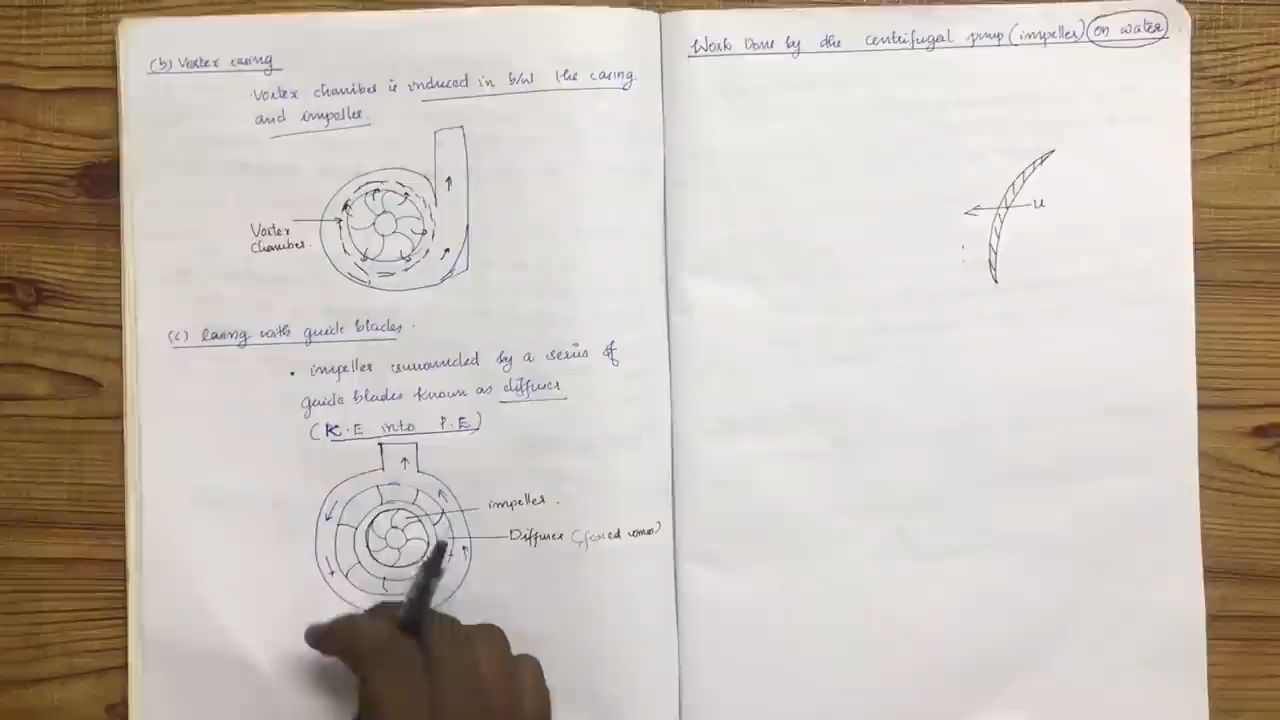 (b) Vortex casing
Vortex chamber is induced in b/w the casing
and impeller.
Vortex
chamber.
(c) Casing with guide blades.
• impeller surrounded by a series of
guide blades known as diffuser
(K.E into P.E)
impeller.
Diffuser (fixed vanes)
Work Done by the centrifugal pump (impeller) on water
u